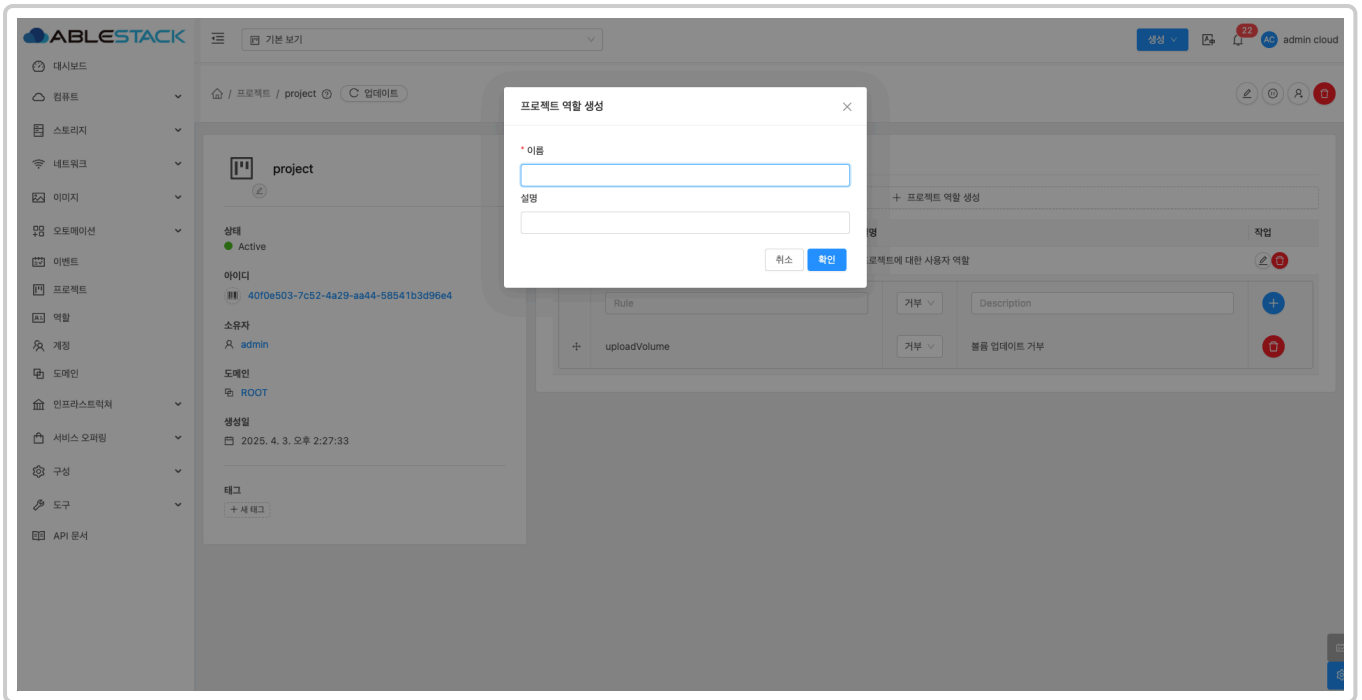 ABLESTACK
기본 보기
생성
22
AC
admin cloud
대시보드
컴퓨트
스토리지
네트워크
이미지
오토메이션
이벤트
프로젝트
역할
계정
도메인
인프라스트럭쳐
서비스 오퍼링
구성
도구
API 문서
/ 프로젝트 / project
업데이트
project
상태
Active
아이디
40f0e503-7c52-4a29-aa44-58541b3d96e4
소유자
admin
도메인
ROOT
생성일
2025. 4. 3. 오후 2:27:33
태그
+ 새 태그
프로젝트 역할 생성
* 이름
설명
취소
확인
+ 프로젝트 역할 생성
명
작업
로젝트에 대한 사용자 역할
Rule
거부
Description
uploadVolume
거부
볼륨 업데이트 거부